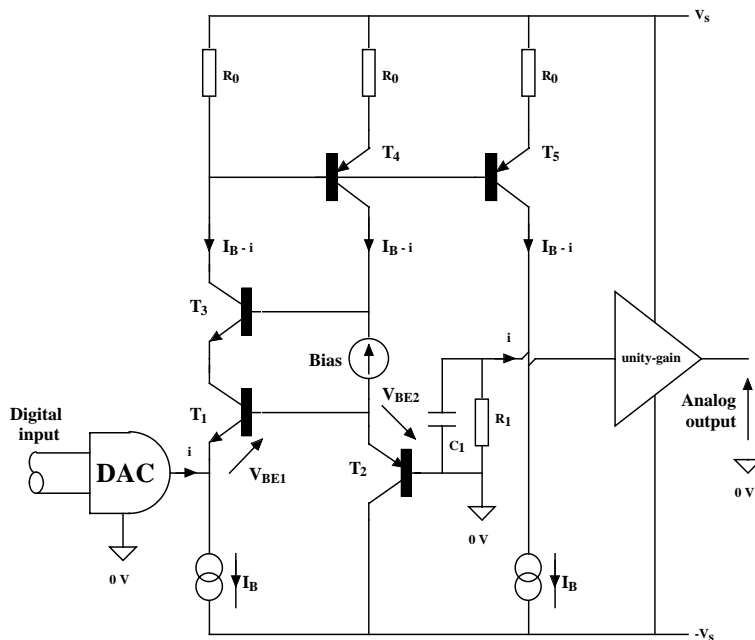 Vs
R0
R0
R0
T4
T5
IB - i
IB - i
IB - i
T3
Bias
i
unity-gain
VBE2
Digital
input
T1
R1
C1
Analog
output
DAC
i
VBE1
T2
0 V
0 V
0 V
IB
IB
-Vs